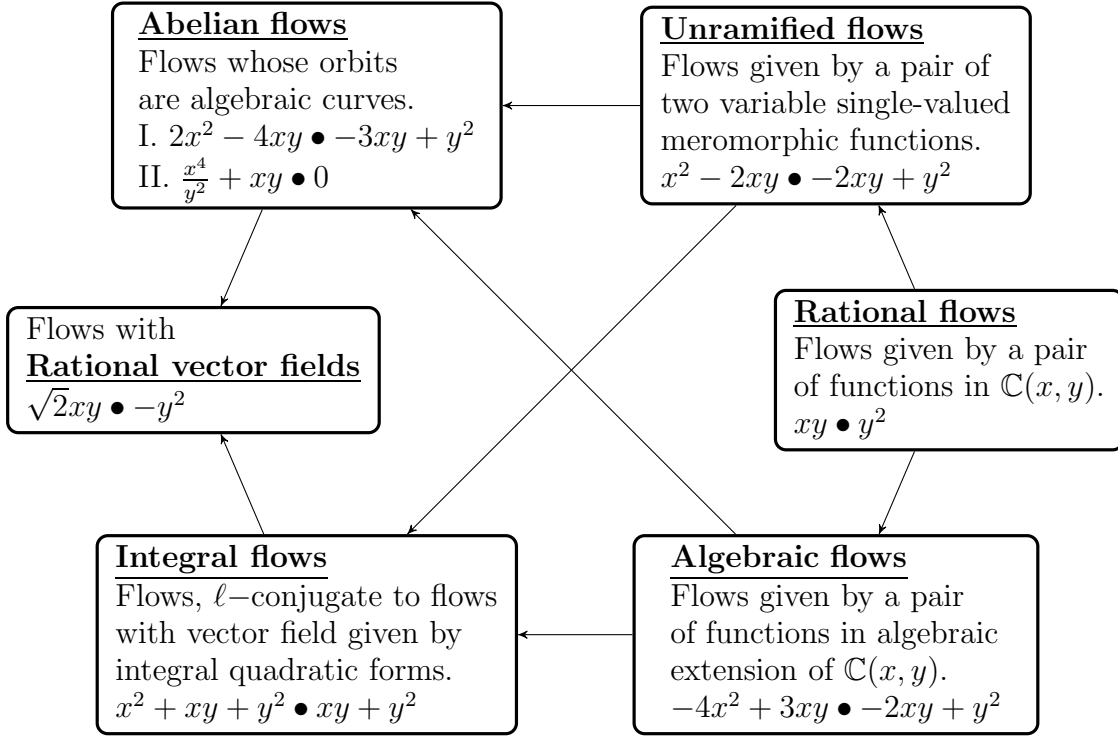 Abelian flows
Flows whose orbits
are algebraic curves.
I. 2x² − 4xy • −3xy + y²
II. x⁴/y² + xy • 0
Unramified flows
Flows given by a pair of
two variable single-valued
meromorphic functions.
x² − 2xy • −2xy + y²
Flows with
Rational vector fields
√2xy • −y²
Rational flows
Flows given by a pair
of functions in ℂ(x, y).
xy • y²
Integral flows
Flows, ℓ−conjugate to flows
with vector field given by
integral quadratic forms.
x² + xy + y² • xy + y²
Algebraic flows
Flows given by a pair
of functions in algebraic
extension of ℂ(x, y).
−4x² + 3xy • −2xy + y²